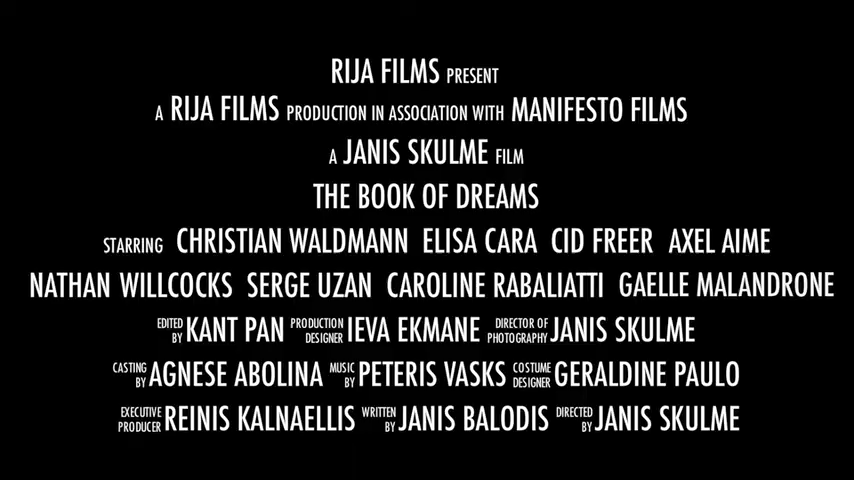 RIJA FILMS PRESENT
A RIJA FILMS PRODUCTION IN ASSOCIATION WITH MANIFESTO FILMS
A JANIS SKULME FILM
THE BOOK OF DREAMS
STARRING CHRISTIAN WALDMANN ELISA CARA CID FREER AXEL AIME
NATHAN WILLCOCKS SERGE UZAN CAROLINE RABALIATTI GAELLE MALANDRONE
EDITED BY KANT PAN PRODUCTION DESIGNER IEVA EKMANE DIRECTOR OF PHOTOGRAPHY JANIS SKULME
CASTING BY AGNESE ABOLINA MUSIC BY PETERIS VASKS COSTUME DESIGNER GERALDINE PAULO
EXECUTIVE PRODUCER REINIS KALNAELLIS WRITTEN BY JANIS BALODIS DIRECTED BY JANIS SKULME